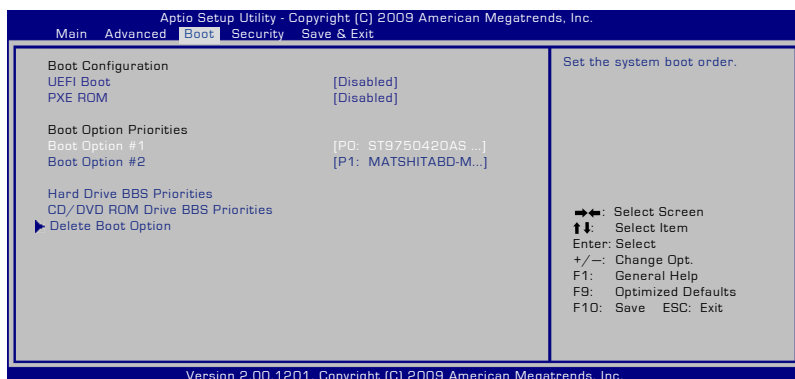 Aptio Setup Utility - Copyright (C) 2009 American Megatrends, Inc.
Main Advanced Boot Security Save & Exit
Boot Configuration
UEFI Boot [Disabled]
PXE ROM [Disabled]
Boot Option Priorities
Boot Option #1 [P0: ST9750420AS ...]
Boot Option #2 [P1: MATSHITABD-M...]
Hard Drive BBS Priorities
CD/DVD ROM Drive BBS Priorities
Delete Boot Option
Set the system boot order.
→←: Select Screen
↑↓: Select Item
Enter: Select
+/—: Change Opt.
F1: General Help
F9: Optimized Defaults
F10: Save ESC: Exit
Version 2.00.1201. Copyright (C) 2009 American Megatrends, Inc.